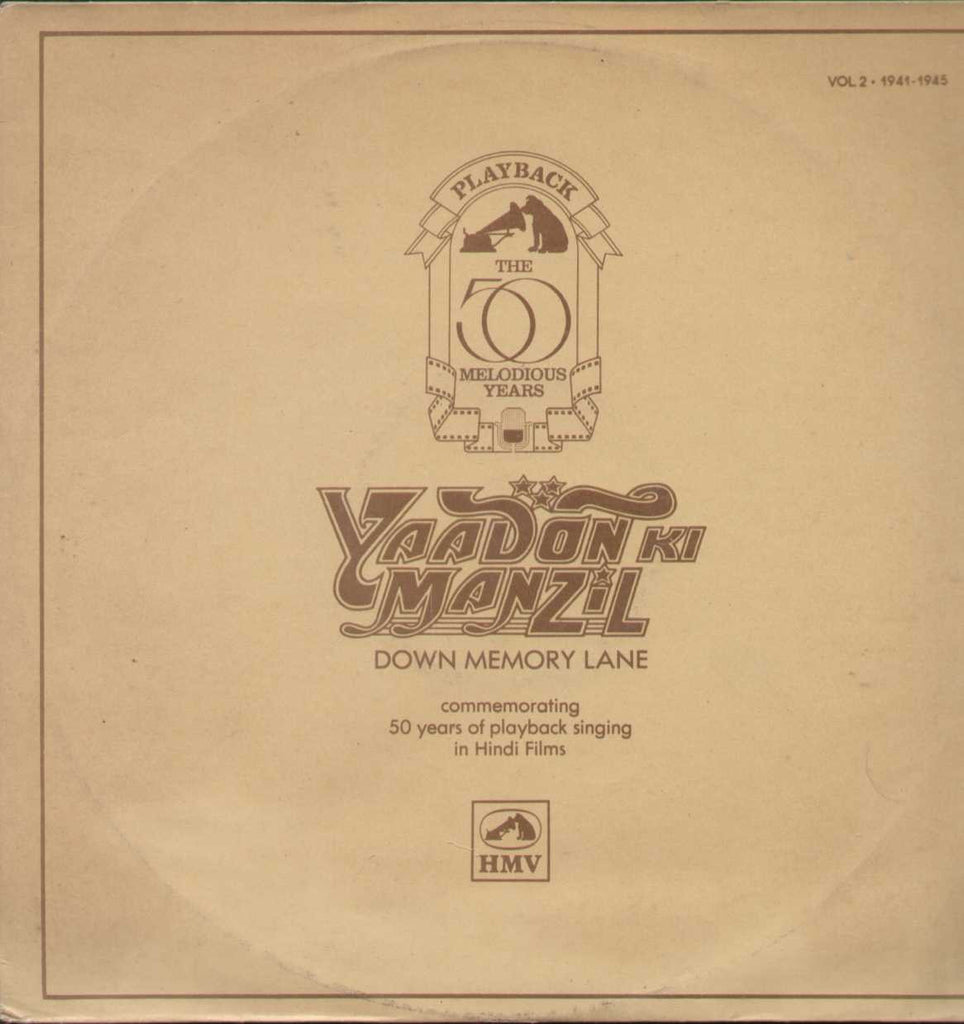 VOL 2 • 1941-1945
PLAYBACK
THE
50
MELODIOUS
YEARS
YAADON KI
MANZIL
DOWN MEMORY LANE
commemorating
50 years of playback singing
in Hindi Films
HMV